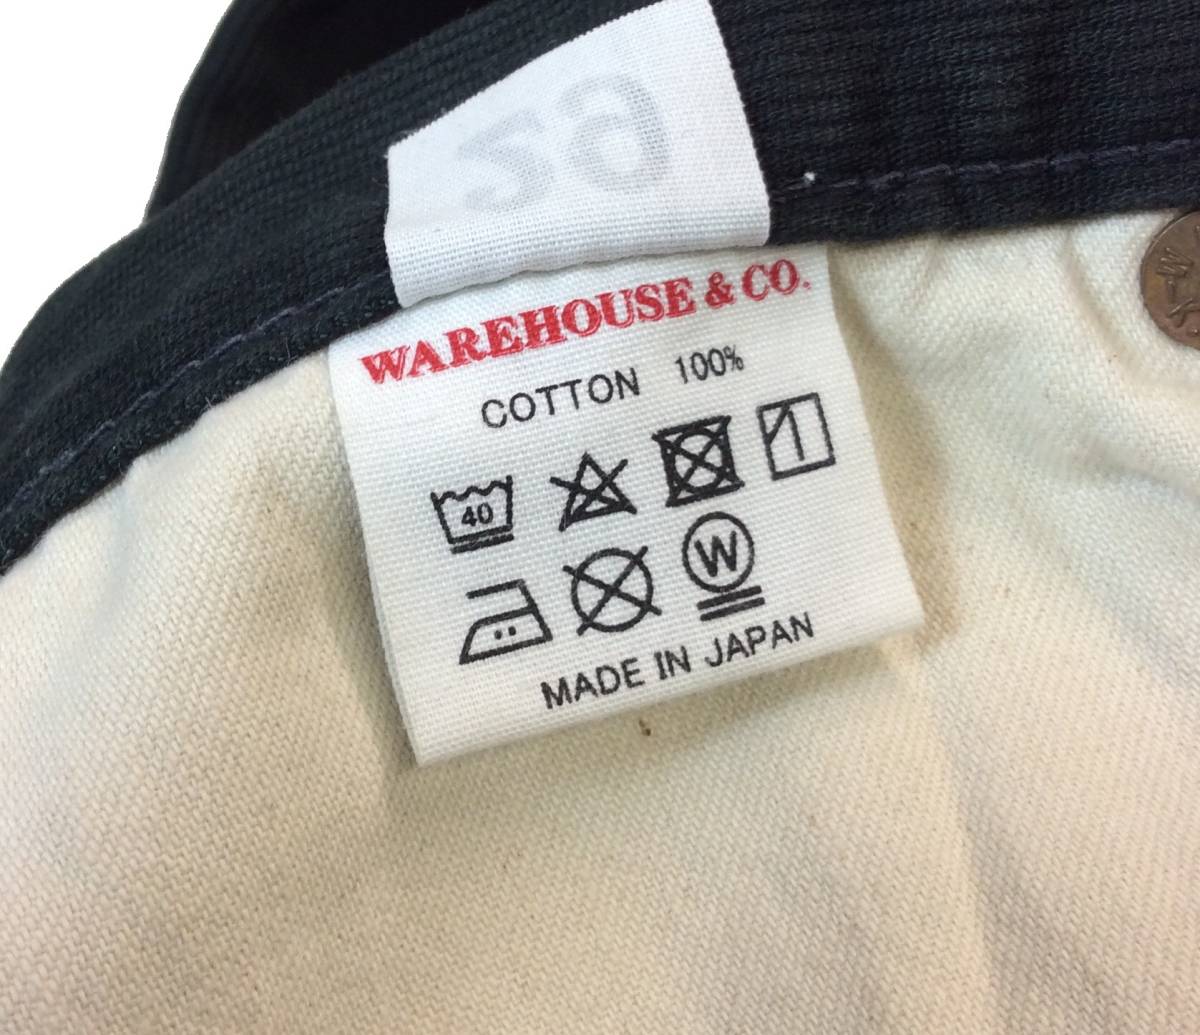 29
WAREHOUSE & CO.
COTTON 100%
40
W
MADE IN JAPAN